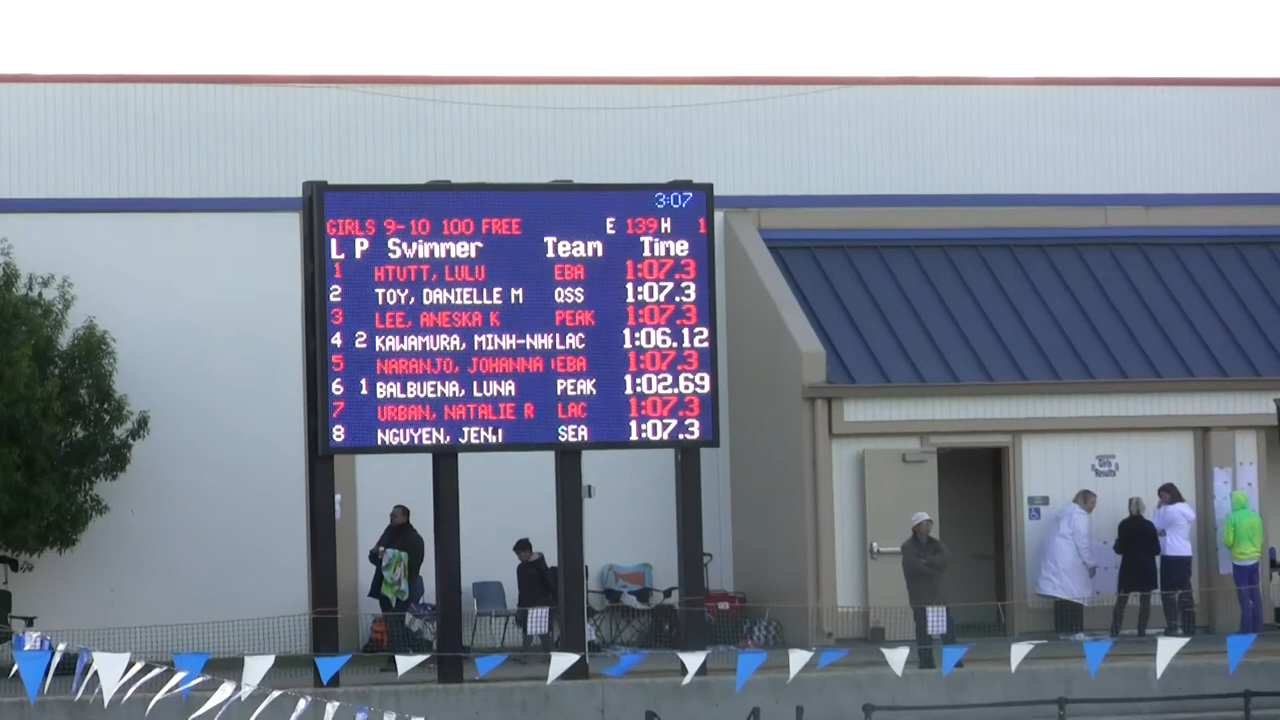 3:07
GIRLS 9-10 100 FREE E 139 H 1
L P Swimmer Team Time
1 HTUTT, LULU EBA 1:07.3
2 TOY, DANIELLE M QSS 1:07.3
3 LEE, ANESKA K PEAK 1:07.3
4 2 KAWAMURA, MINH-NH LAC 1:06.12
5 NARANJO, JOHANNA EBA 1:07.3
6 1 BALBUENA, LUNA PEAK 1:02.69
7 URBAN, NATALIE R LAC 1:07.3
8 NGUYEN, JENJ SEA 1:07.3
Girls
Results